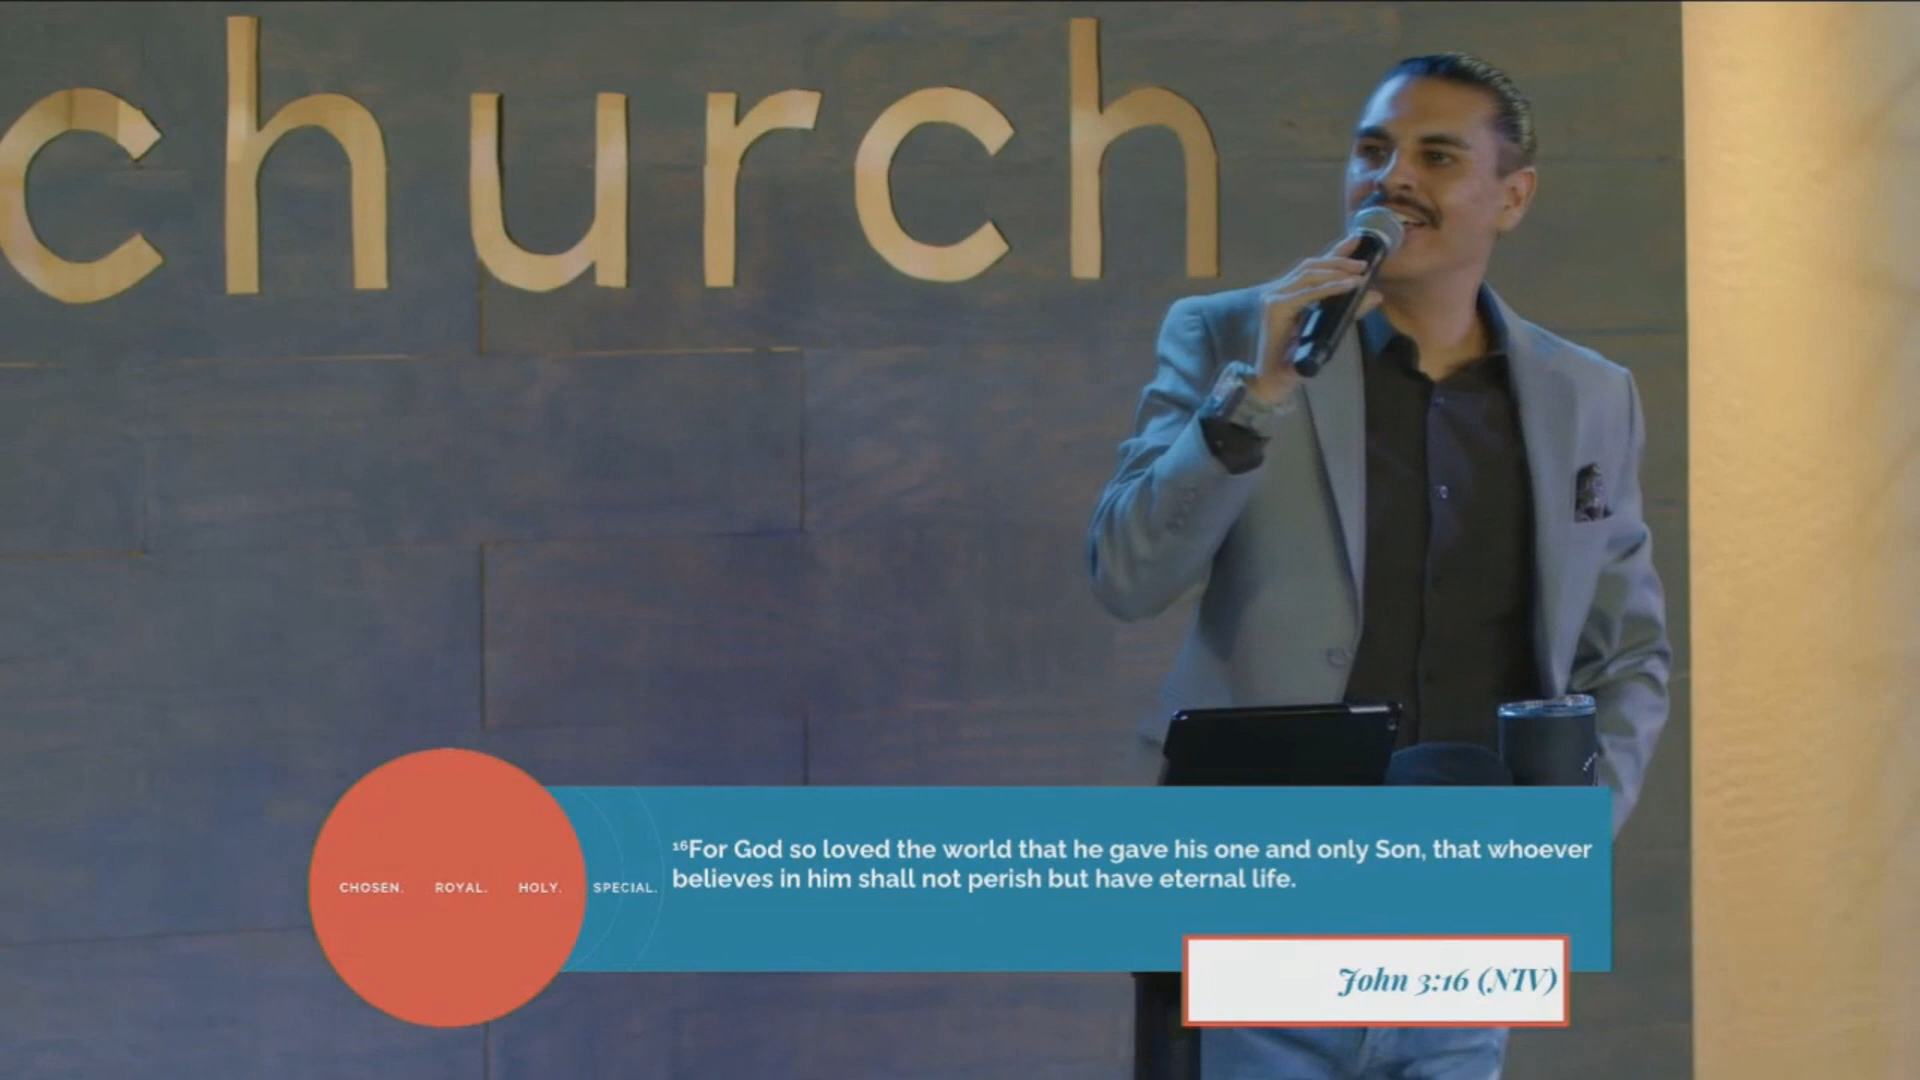 church
¹⁶For God so loved the world that he gave his one and only Son, that whoever
believes in him shall not perish but have eternal life.
CHOSEN. ROYAL. HOLY. SPECIAL.
John 3:16 (NIV)